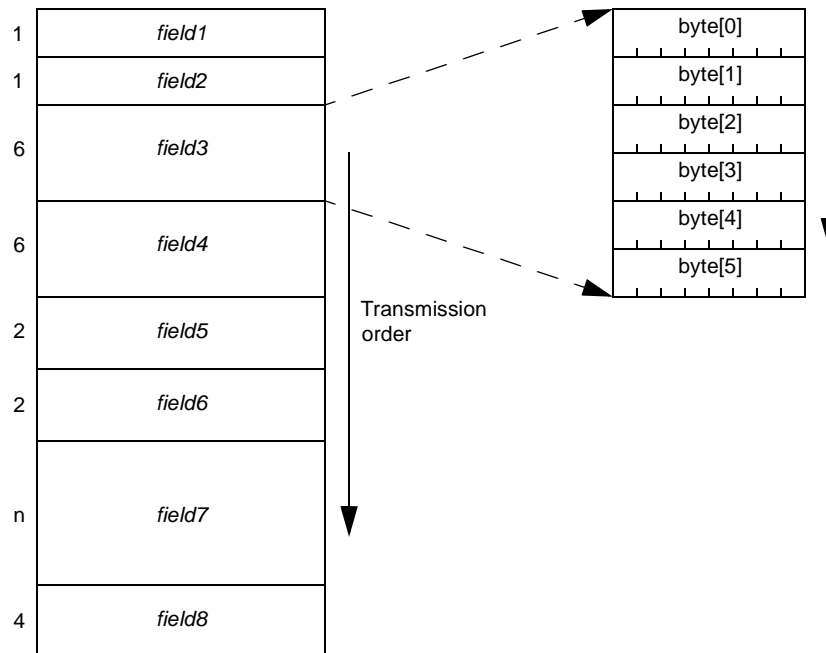 1 field1
1 field2
6 field3
6 field4
2 field5
2 field6
n field7
4 field8
Transmission
order
byte[0]
byte[1]
byte[2]
byte[3]
byte[4]
byte[5]